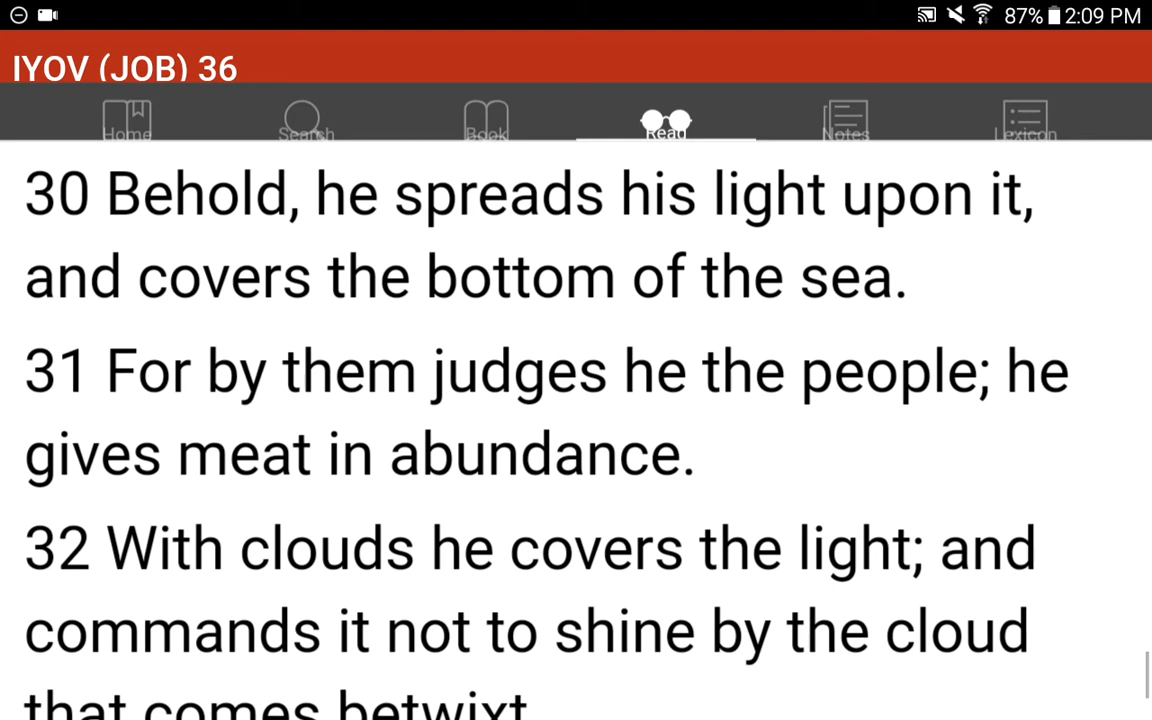 87% 2:09 PM
IYOV (JOB) 36
Home Search Book Read Notes Lexicon
30 Behold, he spreads his light upon it,
and covers the bottom of the sea.
31 For by them judges he the people; he
gives meat in abundance.
32 With clouds he covers the light; and
commands it not to shine by the cloud
that comes betwixt.